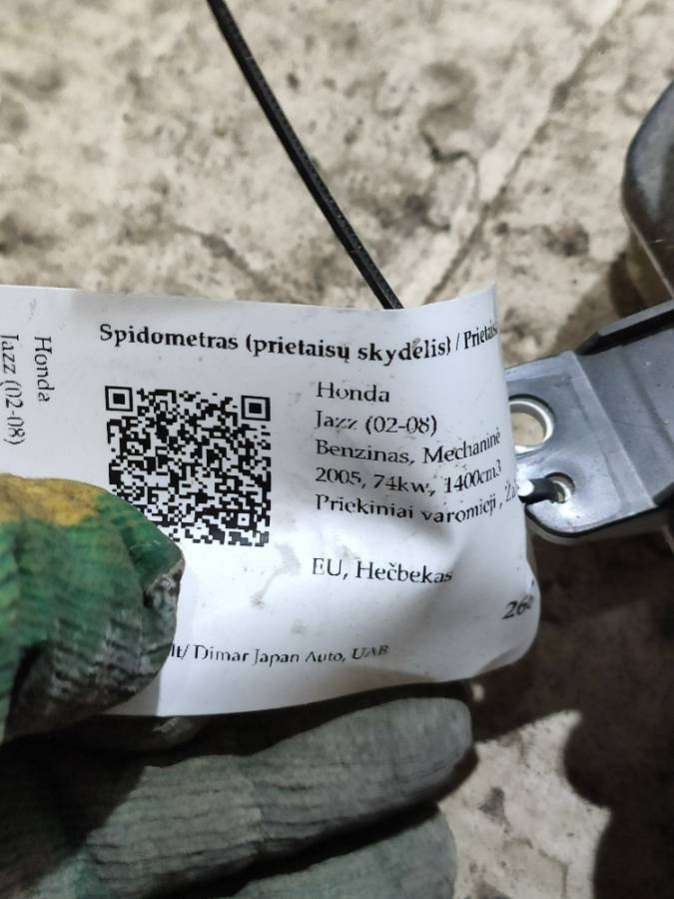 Spidometras (prietaisų skydelis) /
Honda
Jazz (02-08)
Benzinas, Mechaninė
2005, 74kw, 1400cm3
Priekiniai varomieji,
EU, Hečbekas
lt/ Dimar Japan Auto, UAB
Honda
Jazz (02-08)